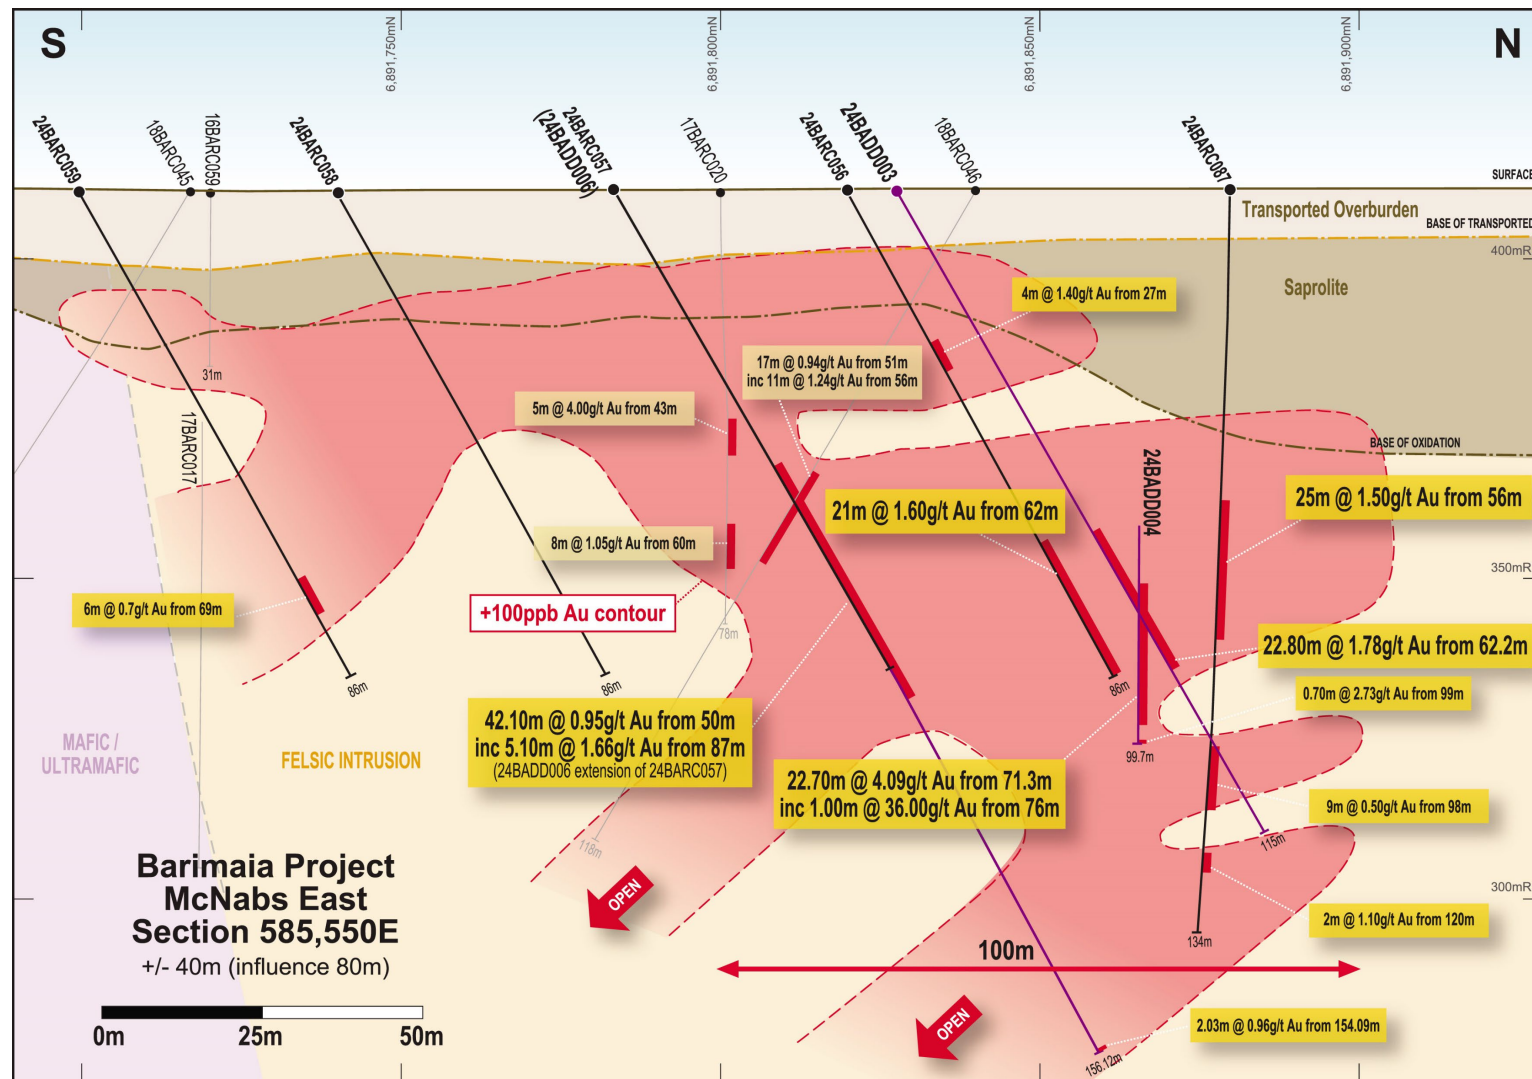 S
N
6,891,750mN
6,891,800mN
6,891,850mN
6,891,900mN
24BARC059
18BARC045
16BARC059
24BARC058
24BARC057
(24BADD006)
17BARC020
24BARC056
24BADD003
18BARC046
24BARC087
SURFACE
Transported Overburden
BASE OF TRANSPORTED
400mR
Saprolite
4m @ 1.40g/t Au from 27m
17m @ 0.94g/t Au from 51m
inc 11m @ 1.24g/t Au from 56m
31m
5m @ 4.00g/t Au from 43m
17BARC017
BASE OF OXIDATION
24BADD004
25m @ 1.50g/t Au from 56m
21m @ 1.60g/t Au from 62m
8m @ 1.05g/t Au from 60m
350mR
6m @ 0.7g/t Au from 69m
+100ppb Au contour
78m
22.80m @ 1.78g/t Au from 62.2m
86m
86m
86m
0.70m @ 2.73g/t Au from 99m
42.10m @ 0.95g/t Au from 50m
inc 5.10m @ 1.66g/t Au from 87m
(24BADD006 extension of 24BARC057)
MAFIC /
ULTRAMAFIC
FELSIC INTRUSION
99.7m
22.70m @ 4.09g/t Au from 71.3m
inc 1.00m @ 36.00g/t Au from 76m
9m @ 0.50g/t Au from 98m
118m
115m
Barimaia Project
McNabs East
Section 585,550E
+/- 40m (influence 80m)
OPEN
300mR
2m @ 1.10g/t Au from 120m
134m
100m
0m
25m
50m
OPEN
2.03m @ 0.96g/t Au from 154.09m
156.12m